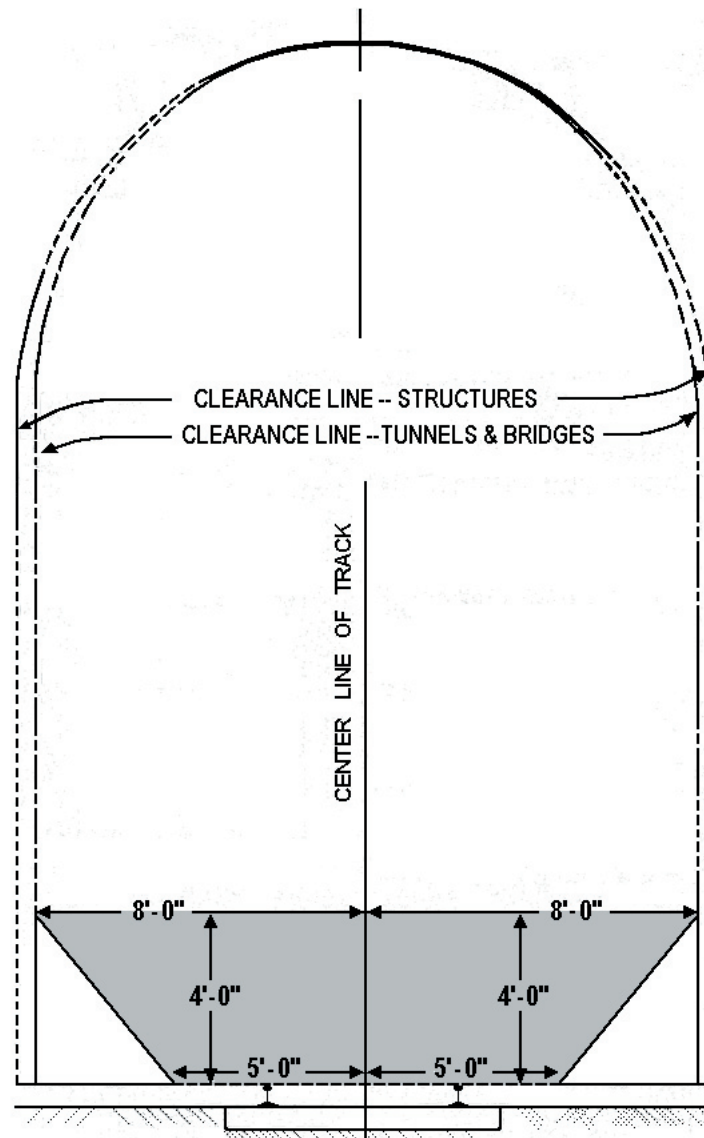 CLEARANCE LINE -- STRUCTURES
CLEARANCE LINE --TUNNELS & BRIDGES
CENTER LINE OF TRACK
8'-0" 8'-0"
4'-0" 4'-0"
5'-0" 5'-0"